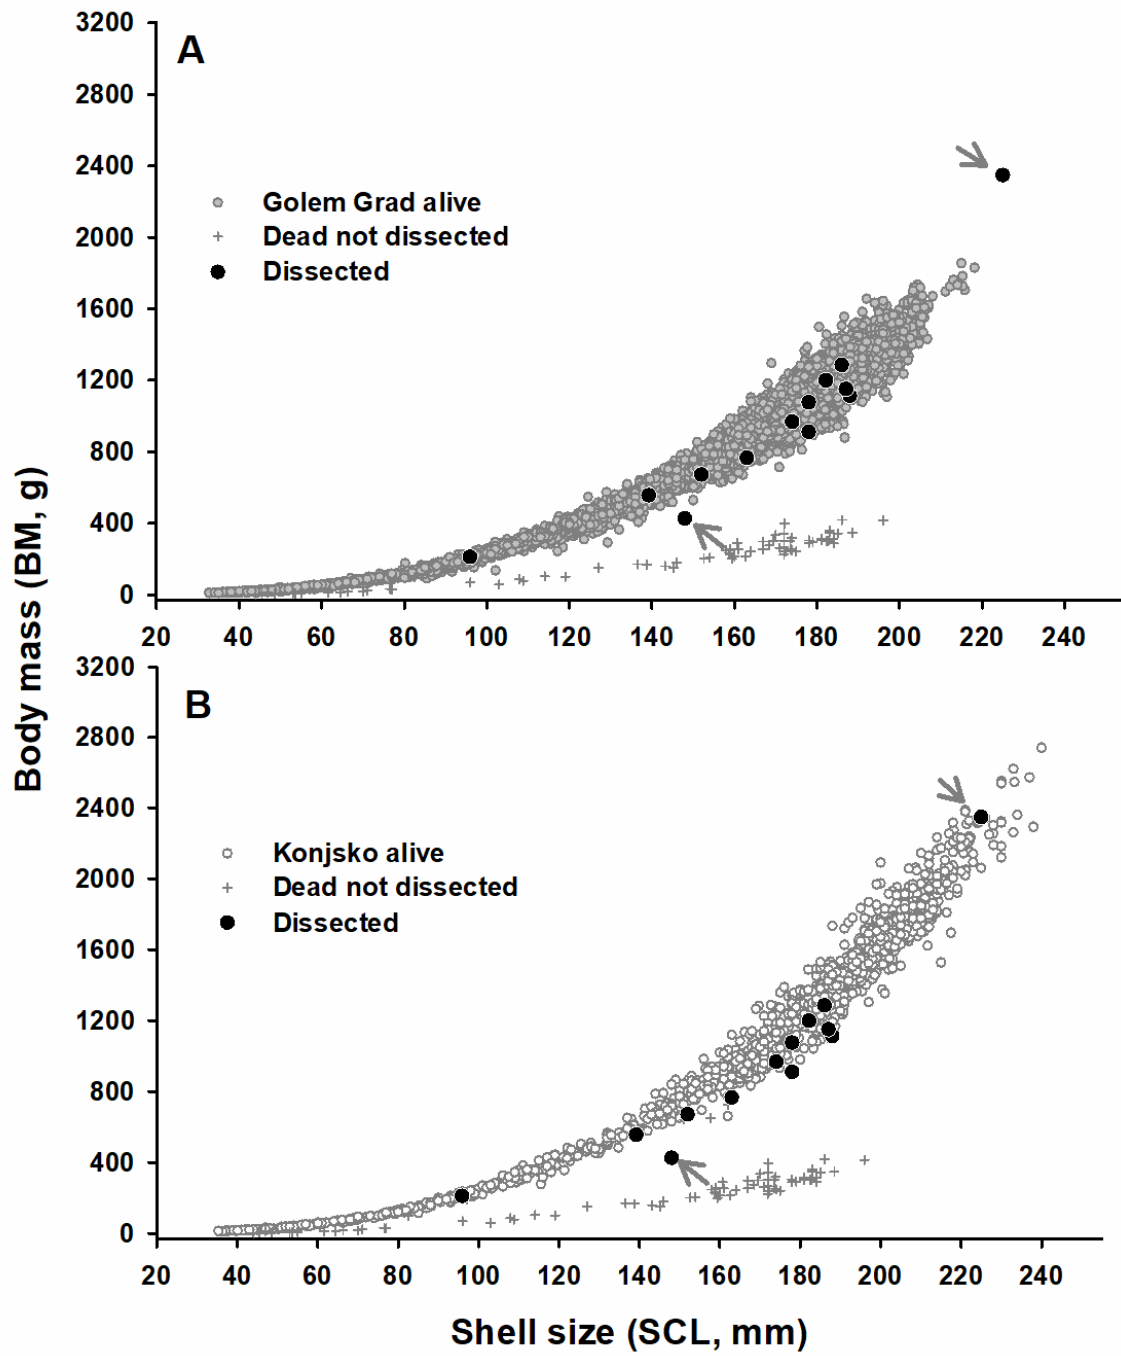 3200
A
2800
2400
Golem Grad alive
2000
Dead not dissected
Dissected
1600
1200
800
400
0
20 40 60 80 100 120 140 160 180 200 220 240
Body mass (BM, g)
3200
B
2800
2400
Konjsko alive
2000
Dead not dissected
Dissected
1600
1200
800
400
0
20 40 60 80 100 120 140 160 180 200 220 240
Shell size (SCL, mm)